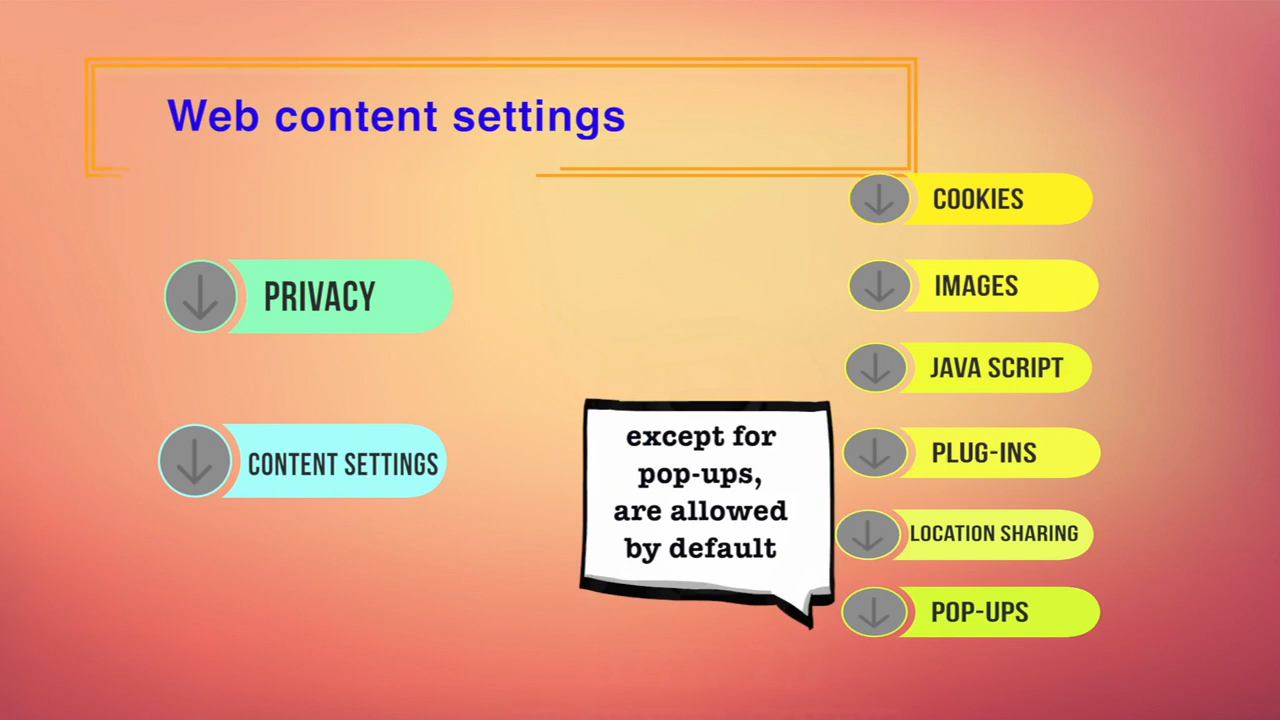 Web content settings
PRIVACY
CONTENT SETTINGS
COOKIES
IMAGES
JAVA SCRIPT
PLUG-INS
LOCATION SHARING
POP-UPS
except for
pop-ups,
are allowed
by default